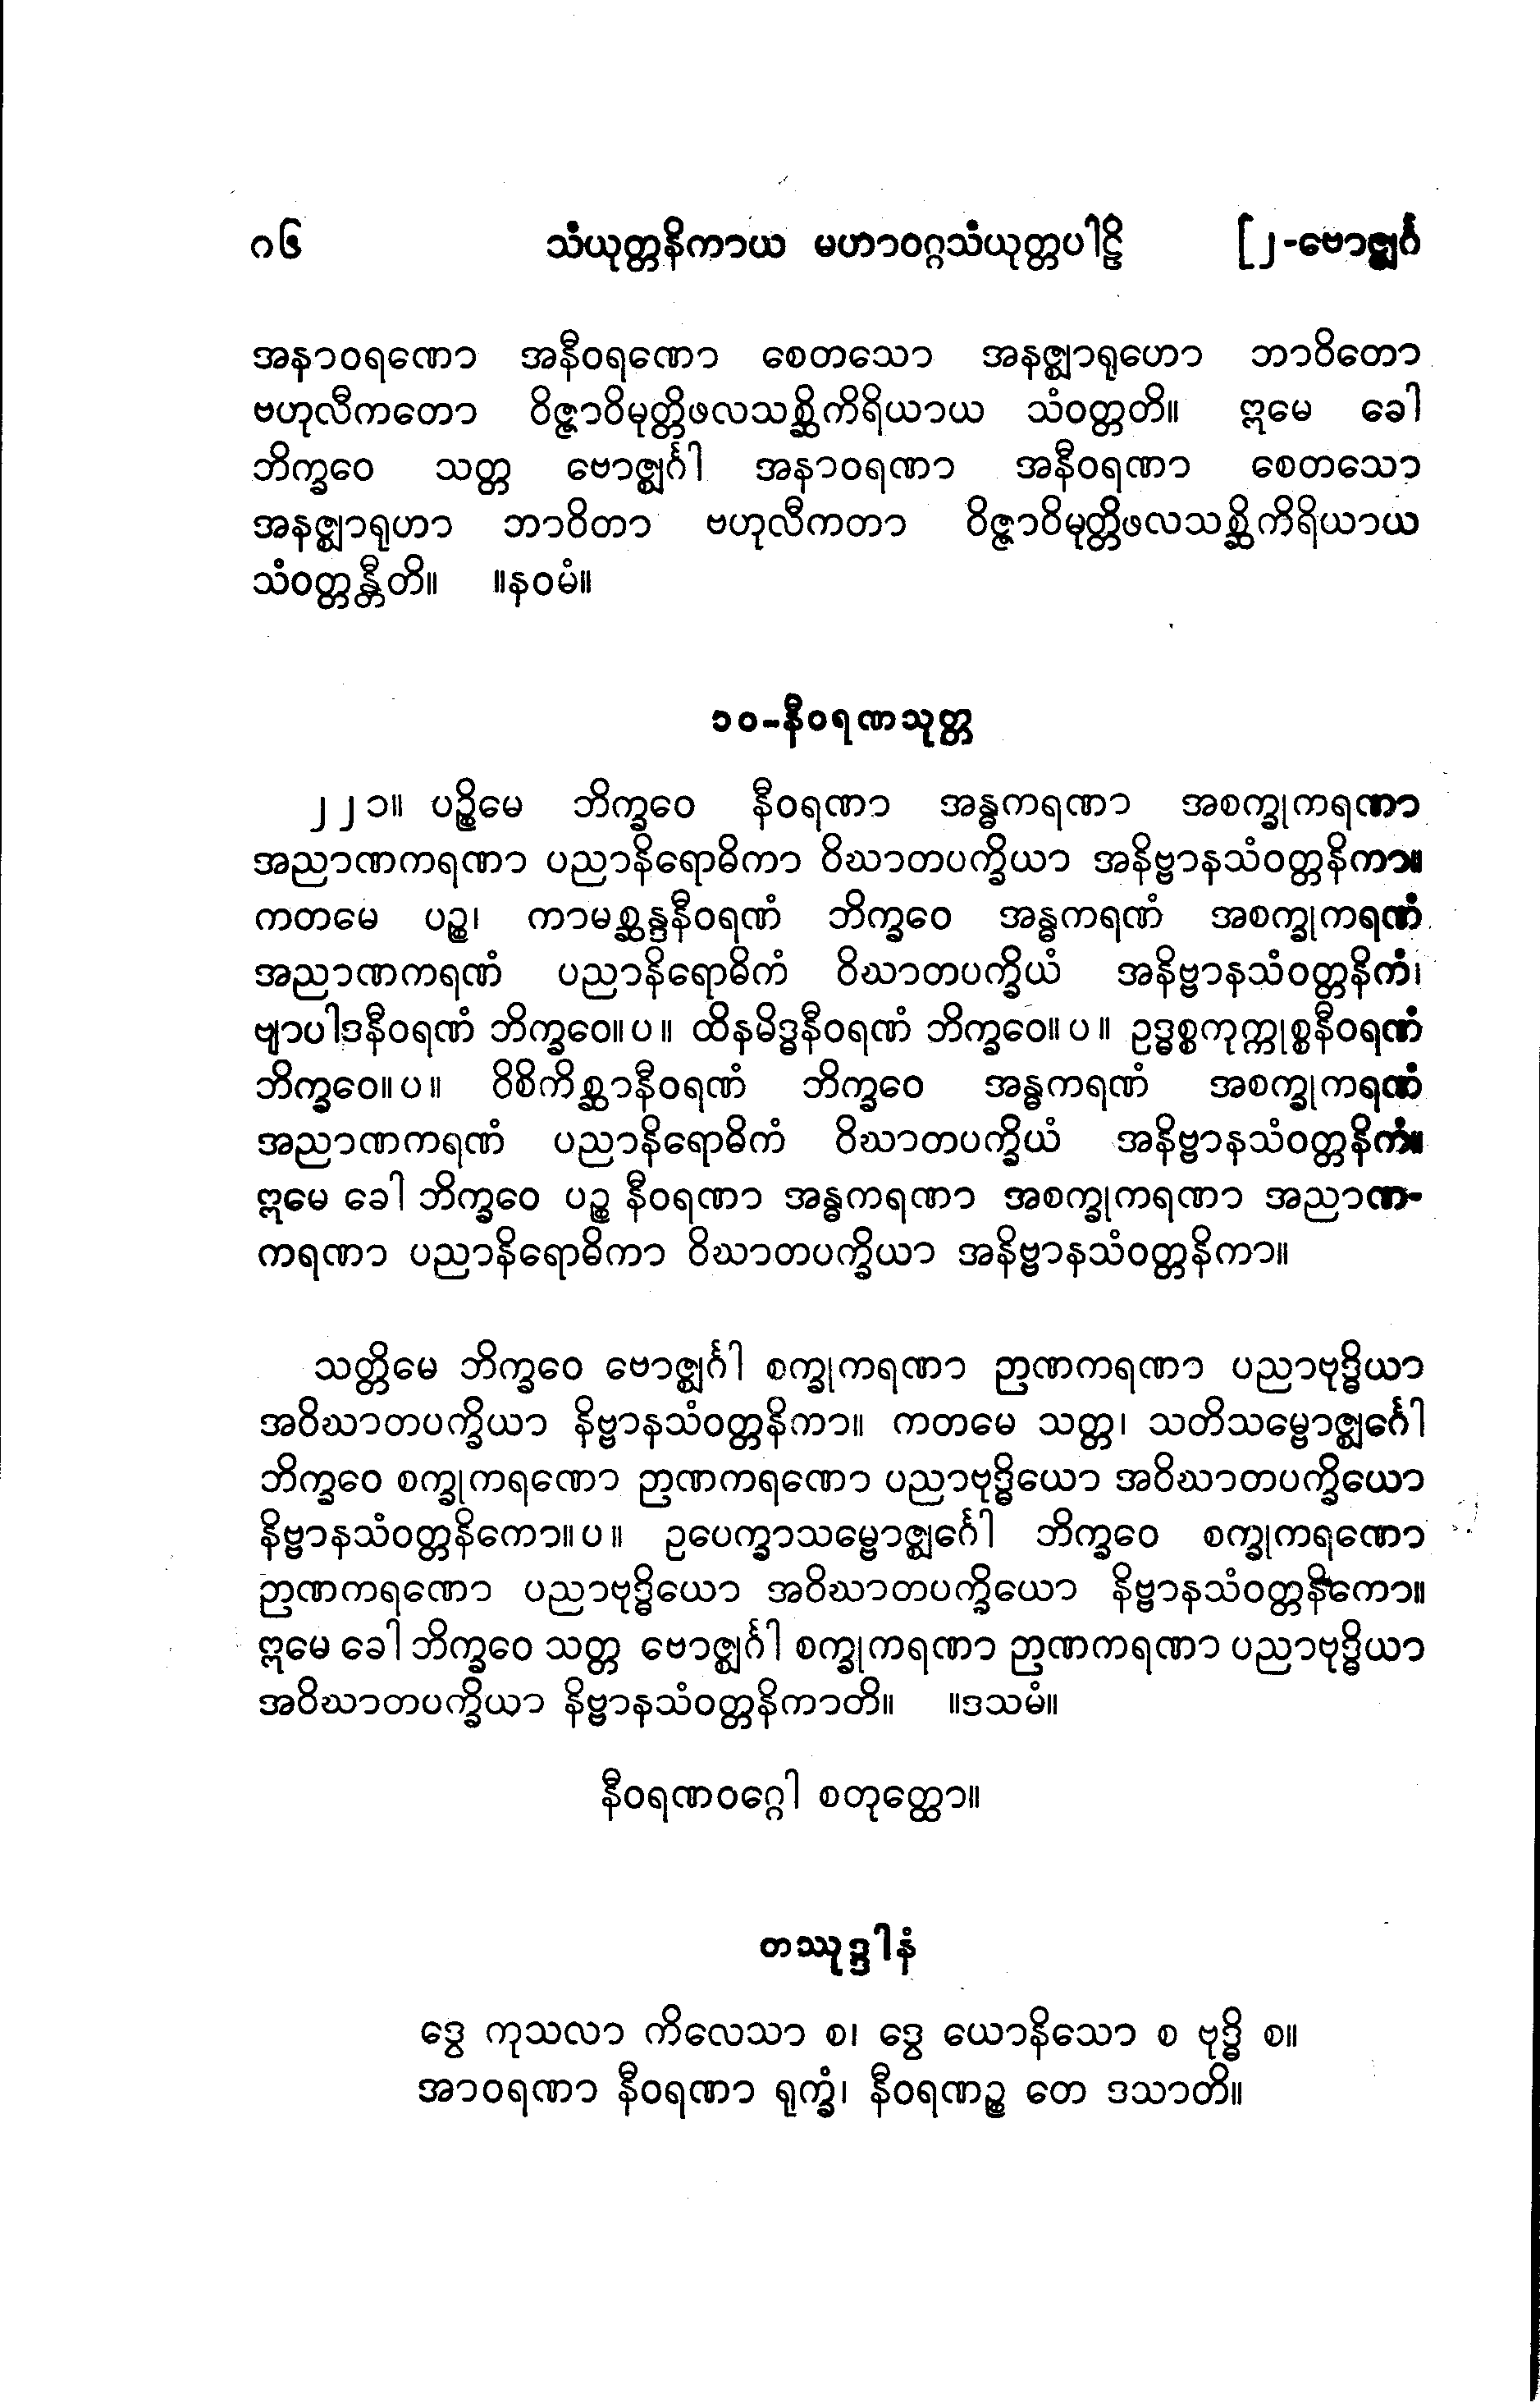 ဂ၆ သံယုတ္တနိကာယ မဟာဝဂ္ဂသံယုတ္တပါဠိ [၂-ဗောဇ္ဈင်္ဂ
အနာဝရဏော အနီဝရဏော စေတသော အနဇ္ဈာရုဟော ဘာဝိတော
ဗဟုလီကတော ဝိဇ္ဇာဝိမုတ္တိဖလသစ္ဆိကိရိယာယ သံဝတ္တတိ။ ဣမေ ခေါ
ဘိက္ခဝေ သတ္တ ဗောဇ္ဈင်္ဂါ အနာဝရဏာ အနီဝရဏာ စေတသော
အနဇ္ဈာရုဟာ ဘာဝိတာ ဗဟုလီကတာ ဝိဇ္ဇာဝိမုတ္တိဖလသစ္ဆိကိရိယာယ
သံဝတ္တန္တီတိ။ ။နဝမံ။
၁၀-နီဝရဏသုတ္တ
၂၂၁။ ပဉ္စိမေ ဘိက္ခဝေ နီဝရဏာ အန္ဓကရဏာ အစက္ခုကရဏာ
အညာဏကရဏာ ပညာနိရောဓိကာ ဝိဃာတပက္ခိယာ အနိဗ္ဗာနသံဝတ္တနိကာ။
ကတမေ ပဉ္စ၊ ကာမစ္ဆန္ဒနီဝရဏံ ဘိက္ခဝေ အန္ဓကရဏံ အစက္ခုကရဏံ
အညာဏကရဏံ ပညာနိရောဓိကံ ဝိဃာတပက္ခိယံ အနိဗ္ဗာနသံဝတ္တနိကံ၊
ဗျာပါဒနီဝရဏံ ဘိက္ခဝေ။ပ။ ထိနမိဒ္ဓနီဝရဏံ ဘိက္ခဝေ။ပ။ ဥဒ္ဓစ္စကုက္ကုစ္စနီဝရဏံ
ဘိက္ခဝေ။ပ။ ဝိစိကိစ္ဆာနီဝရဏံ ဘိက္ခဝေ အန္ဓကရဏံ အစက္ခုကရဏံ
အညာဏကရဏံ ပညာနိရောဓိကံ ဝိဃာတပက္ခိယံ အနိဗ္ဗာနသံဝတ္တနိကံ။
ဣမေ ခေါ ဘိက္ခဝေ ပဉ္စ နီဝရဏာ အန္ဓကရဏာ အစက္ခုကရဏာ အညာဏ-
ကရဏာ ပညာနိရောဓိကာ ဝိဃာတပက္ခိယာ အနိဗ္ဗာနသံဝတ္တနိကာ။
သတ္တိမေ ဘိက္ခဝေ ဗောဇ္ဈင်္ဂါ စက္ခုကရဏာ ဉာဏကရဏာ ပညာဗုဒ္ဓိယာ
အဝိဃာတပက္ခိယာ နိဗ္ဗာနသံဝတ္တနိကာ။ ကတမေ သတ္တ၊ သတိသမ္ဗောဇ္ဈင်္ဂေါ
ဘိက္ခဝေ စက္ခုကရဏော ဉာဏကရဏော ပညာဗုဒ္ဓိယော အဝိဃာတပက္ခိယော
နိဗ္ဗာနသံဝတ္တနိကော။ပ။ ဥပေက္ခာသမ္ဗောဇ္ဈင်္ဂေါ ဘိက္ခဝေ စက္ခုကရဏော
ဉာဏကရဏော ပညာဗုဒ္ဓိယော အဝိဃာတပက္ခိယော နိဗ္ဗာနသံဝတ္တနိကော။
ဣမေ ခေါ ဘိက္ခဝေ သတ္တ ဗောဇ္ဈင်္ဂါ စက္ခုကရဏာ ဉာဏကရဏာ ပညာဗုဒ္ဓိယာ
အဝိဃာတပက္ခိယာ နိဗ္ဗာနသံဝတ္တနိကာတိ။ ။ဒသမံ။
နီဝရဏဝဂ္ဂေါ စတုတ္ထော။
တဿုဒ္ဒါနံ
ဒွေ ကုသလာ ကိလေသာ စ၊ ဒွေ ယောနိသော စ ဗုဒ္ဓိ စ။
အာဝရဏာ နီဝရဏာ ရုက္ခံ၊ နီဝရဏဉ္စ တေ ဒသာတိ။